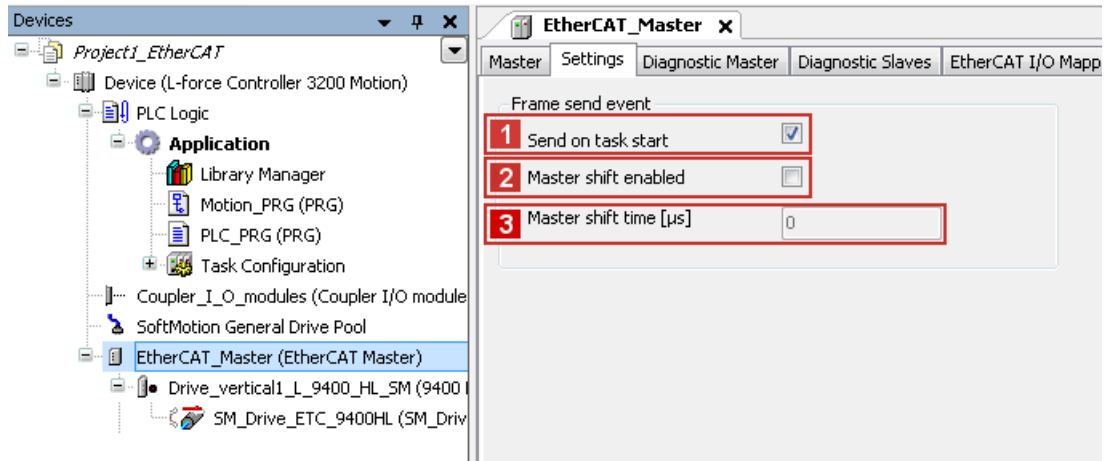 Devices
Project1_EtherCAT
Device (L-force Controller 3200 Motion)
PLC Logic
Application
Library Manager
Motion_PRG (PRG)
PLC_PRG (PRG)
Task Configuration
Coupler_I_O_modules (Coupler I/O module
SoftMotion General Drive Pool
EtherCAT_Master (EtherCAT Master)
Drive_vertical1_L_9400_HL_SM (9400
SM_Drive_ETC_9400HL (SM_Driv
EtherCAT_Master X
Master Settings Diagnostic Master Diagnostic Slaves EtherCAT I/O Mapp
Frame send event
1 Send on task start
2 Master shift enabled
3 Master shift time [µs] 0